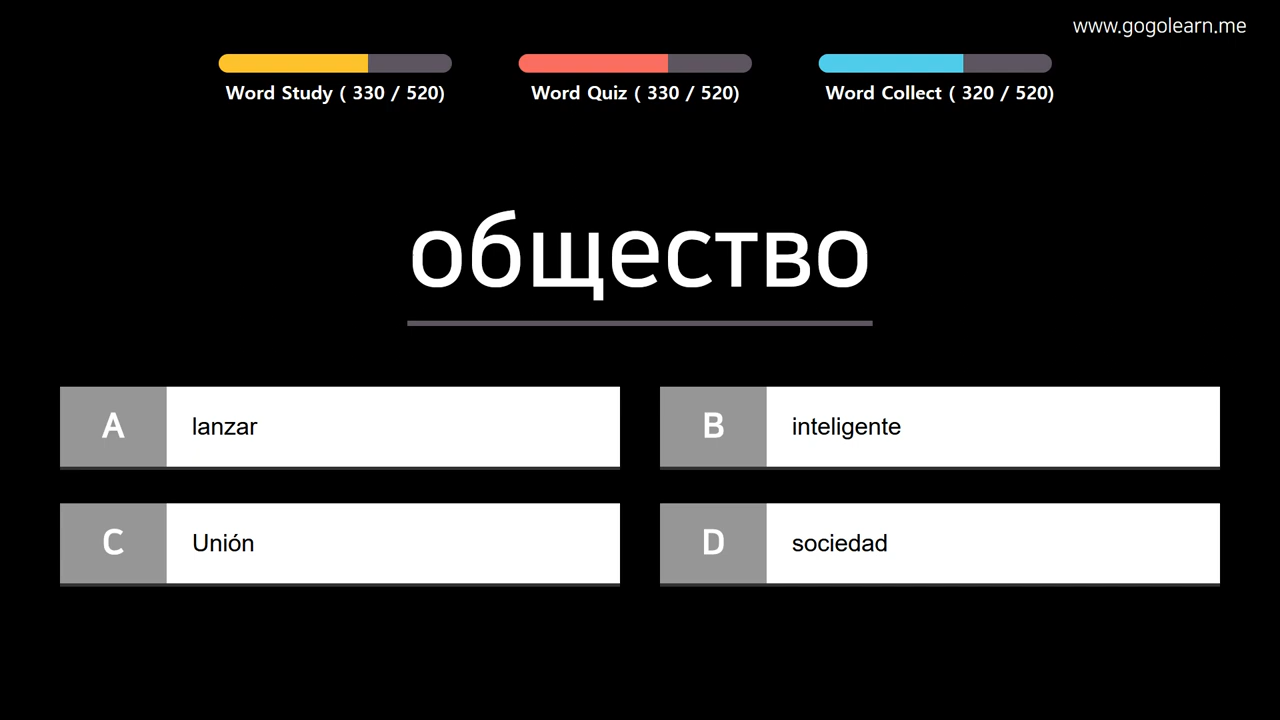 www.gogolearn.me
Word Study ( 330 / 520)
Word Quiz ( 330 / 520)
Word Collect ( 320 / 520)
общество
A lanzar
B inteligente
C Unión
D sociedad